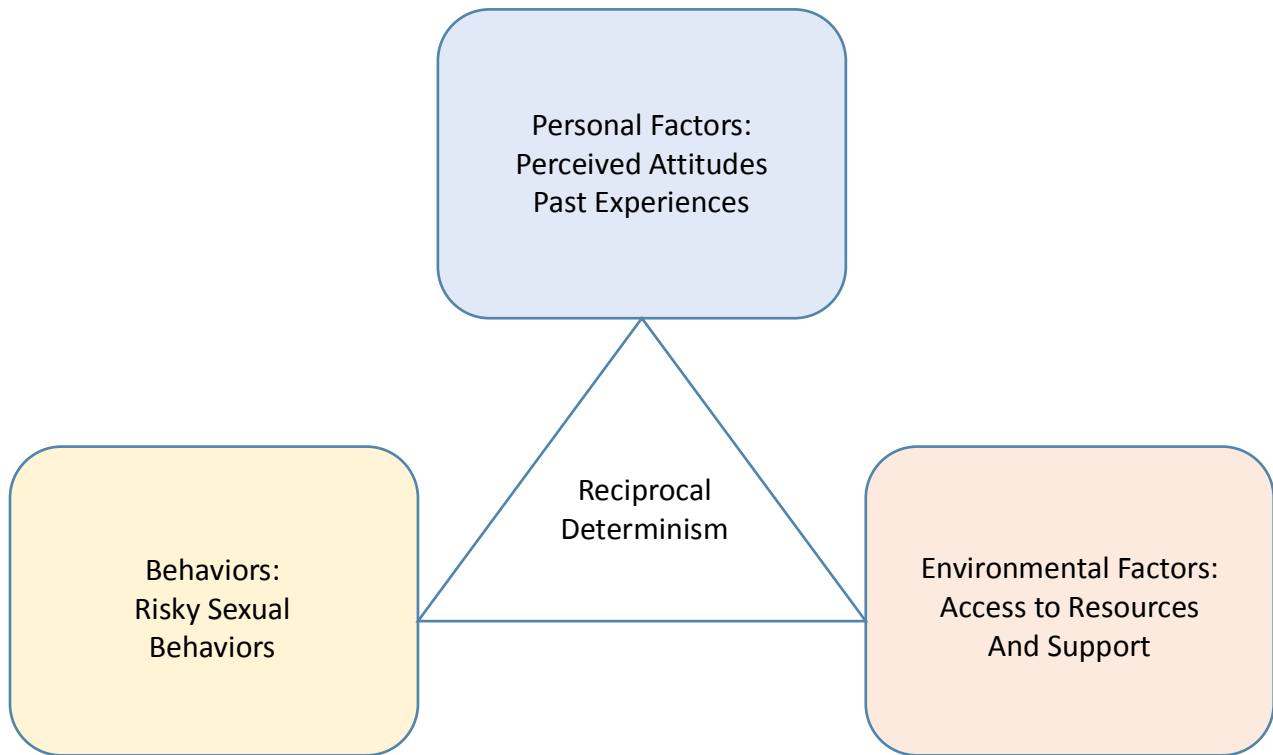 Personal Factors:
Perceived Attitudes
Past Experiences
Reciprocal
Determinism
Behaviors:
Risky Sexual
Behaviors
Environmental Factors:
Access to Resources
And Support